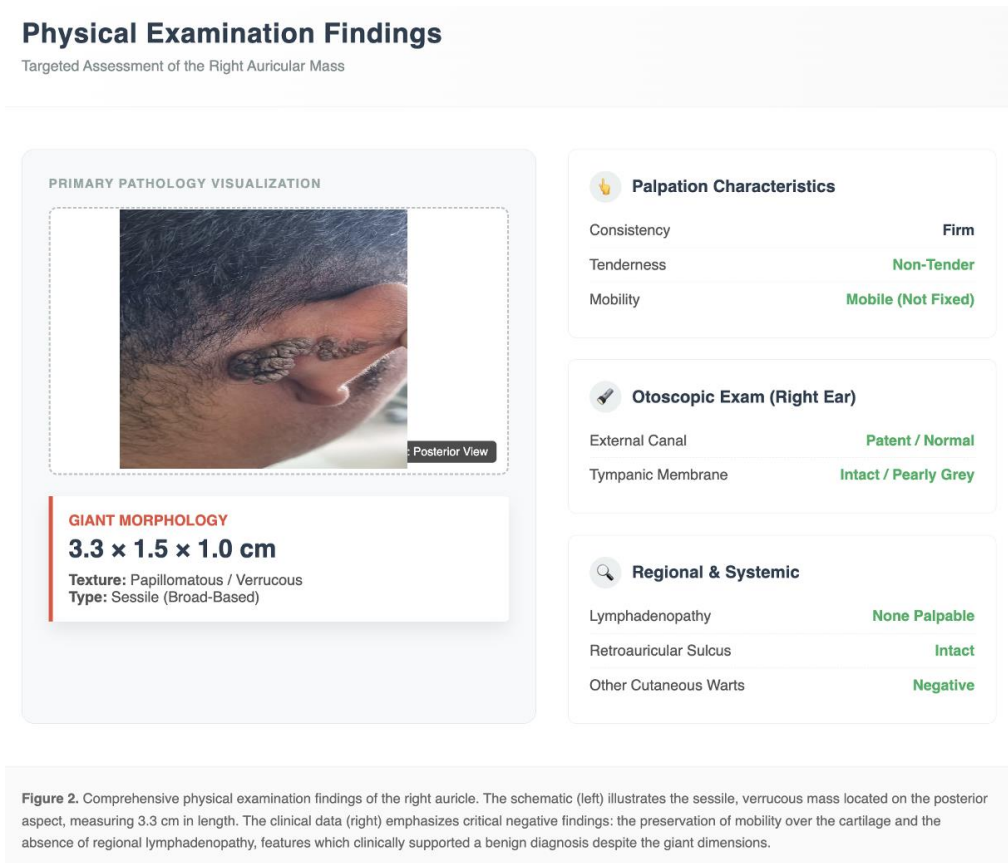 Physical Examination Findings
Targeted Assessment of the Right Auricular Mass
PRIMARY PATHOLOGY VISUALIZATION
: Posterior View
GIANT MORPHOLOGY
3.3 × 1.5 × 1.0 cm
Texture: Papillomatous / Verrucous
Type: Sessile (Broad-Based)
Palpation Characteristics
Consistency Firm
Tenderness Non-Tender
Mobility Mobile (Not Fixed)
Otoscopic Exam (Right Ear)
External Canal Patent / Normal
Tympanic Membrane Intact / Pearly Grey
Regional & Systemic
Lymphadenopathy None Palpable
Retroauricular Sulcus Intact
Other Cutaneous Warts Negative
Figure 2. Comprehensive physical examination findings of the right auricle. The schematic (left) illustrates the sessile, verrucous mass located on the posterior
aspect, measuring 3.3 cm in length. The clinical data (right) emphasizes critical negative findings: the preservation of mobility over the cartilage and the
absence of regional lymphadenopathy, features which clinically supported a benign diagnosis despite the giant dimensions.